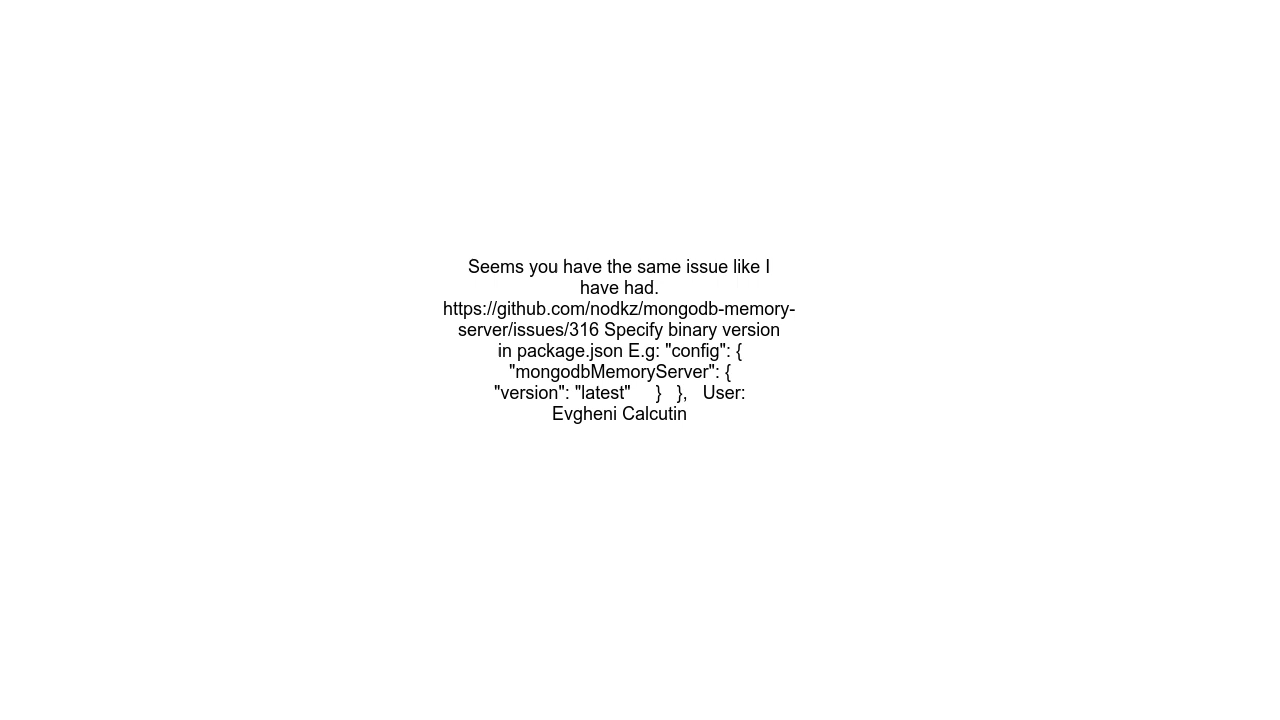 Seems you have the same issue like I
have had.
https://github.com/nodkz/mongodb-memory-
server/issues/316 Specify binary version
in package.json E.g: "config": {
"mongodbMemoryServer": {
"version": "latest"     }   },   User:
Evgheni Calcutin